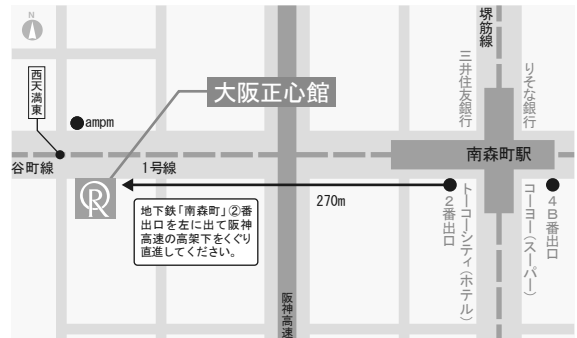 N
堺筋線
三井住友銀行
りそな銀行
西天満東
大阪正心館
ampm
南森町駅
谷町線
1号線
270m
地下鉄「南森町」②番
出口を左に出て阪神
高速の高架下をくぐり
直進してください。
2番出口
トーコーシティ(ホテル)
コーヨー(スーパー)
4B番出口
阪神高速
R